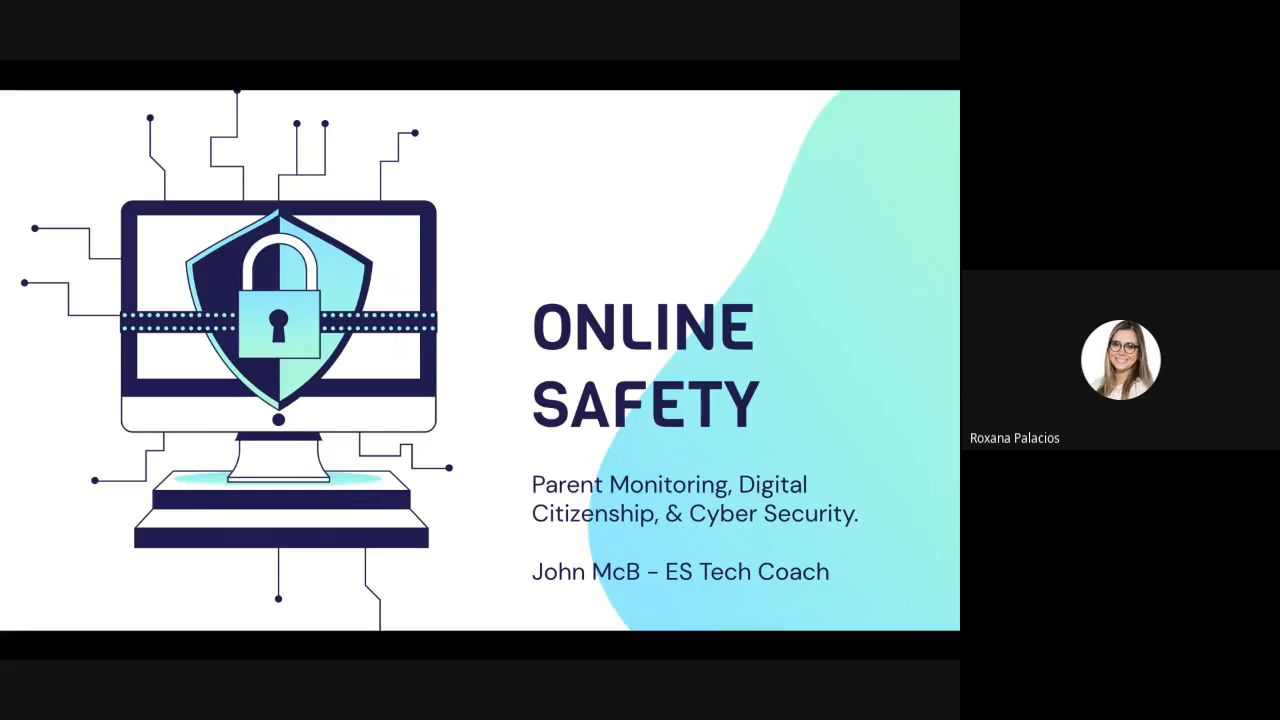 ONLINE
SAFETY
Parent Monitoring, Digital
Citizenship, & Cyber Security.
John McB - ES Tech Coach
Roxana Palacios